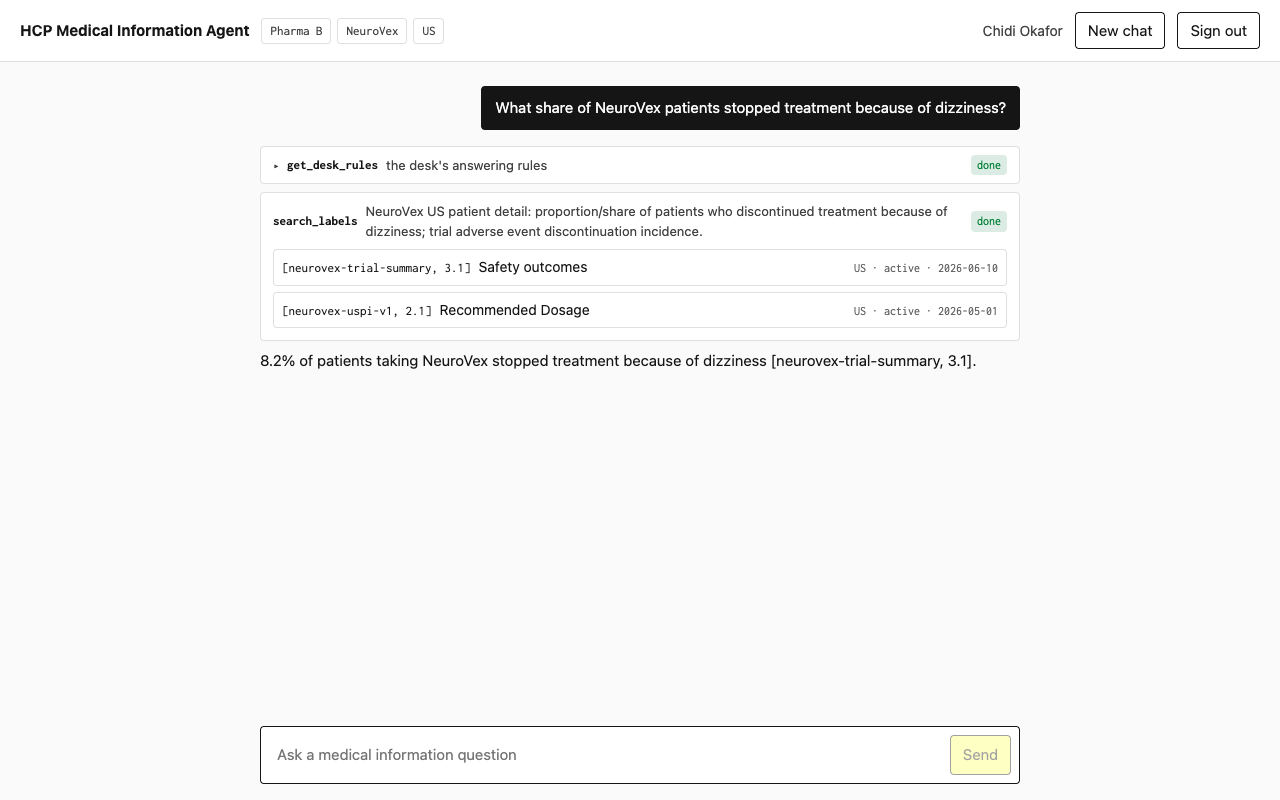 HCP Medical Information Agent Pharma B NeuroVex US Chidi Okafor New chat Sign out
What share of NeuroVex patients stopped treatment because of dizziness?
▸ get_desk_rules the desk's answering rules done
search_labels NeuroVex US patient detail: proportion/share of patients who discontinued treatment because of dizziness; trial adverse event discontinuation incidence. done
[neurovex-trial-summary, 3.1] Safety outcomes US · active · 2026-06-10
[neurovex-uspi-v1, 2.1] Recommended Dosage US · active · 2026-05-01
8.2% of patients taking NeuroVex stopped treatment because of dizziness [neurovex-trial-summary, 3.1].
Ask a medical information question Send